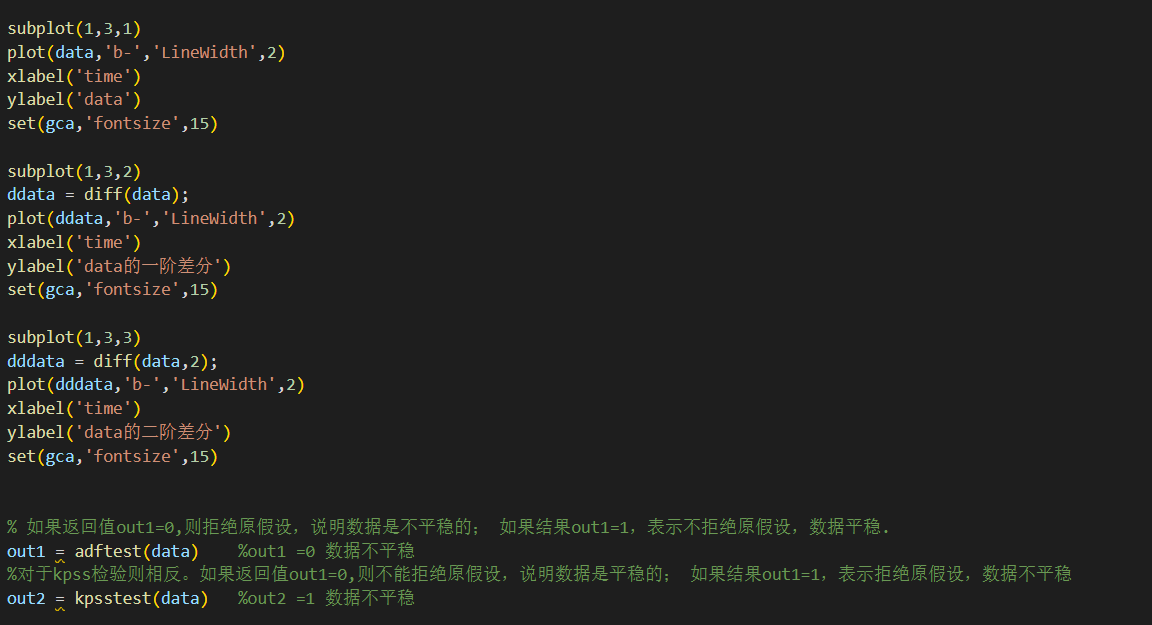 subplot(1,3,1)
plot(data,'b-','LineWidth',2)
xlabel('time')
ylabel('data')
set(gca,'fontsize',15)
subplot(1,3,2)
ddata = diff(data);
plot(ddata,'b-','LineWidth',2)
xlabel('time')
ylabel('data的一阶差分')
set(gca,'fontsize',15)
subplot(1,3,3)
dddata = diff(data,2);
plot(dddata,'b-','LineWidth',2)
xlabel('time')
ylabel('data的二阶差分')
set(gca,'fontsize',15)
% 如果返回值out1=0,则拒绝原假设，说明数据是不平稳的； 如果结果out1=1，表示不拒绝原假设，数据平稳.
out1 = adftest(data)    %out1 =0 数据不平稳
%对于kpss检验则相反。如果返回值out1=0,则不能拒绝原假设，说明数据是平稳的； 如果结果out1=1，表示拒绝原假设，数据不平稳
out2 = kpsstest(data)   %out2 =1 数据不平稳